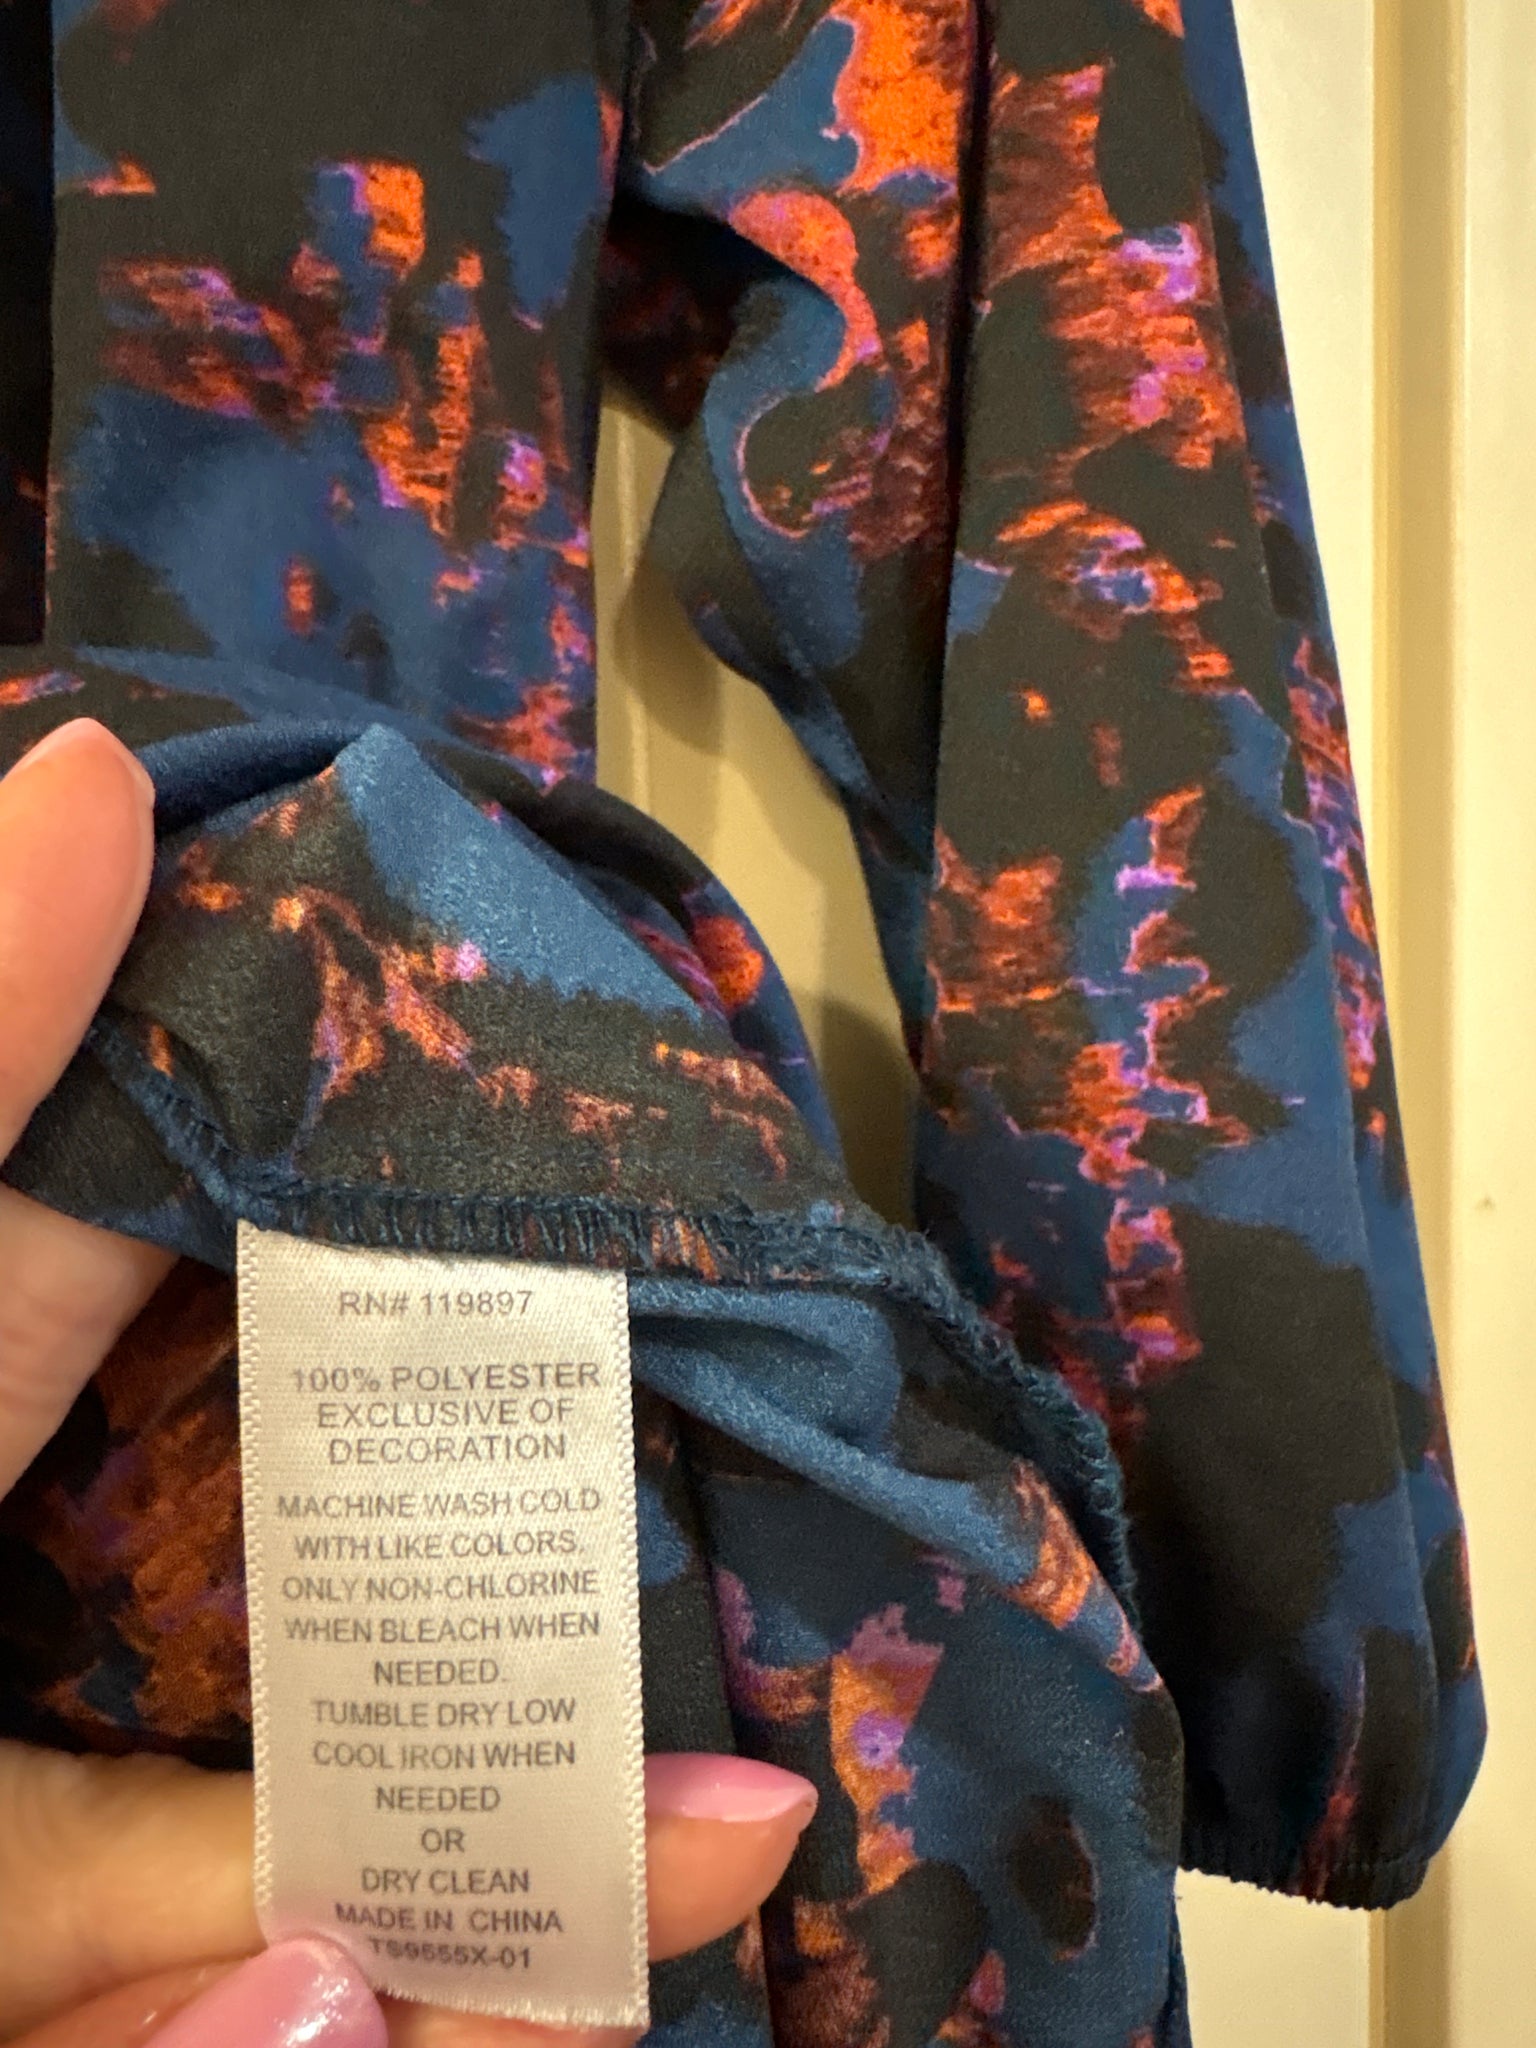 RN# 119897
100% POLYESTER
EXCLUSIVE OF
DECORATION
MACHINE WASH COLD
WITH LIKE COLORS.
ONLY NON-CHLORINE
WHEN BLEACH WHEN
NEEDED.
TUMBLE DRY LOW
COOL IRON WHEN
NEEDED
OR
DRY CLEAN
MADE IN CHINA